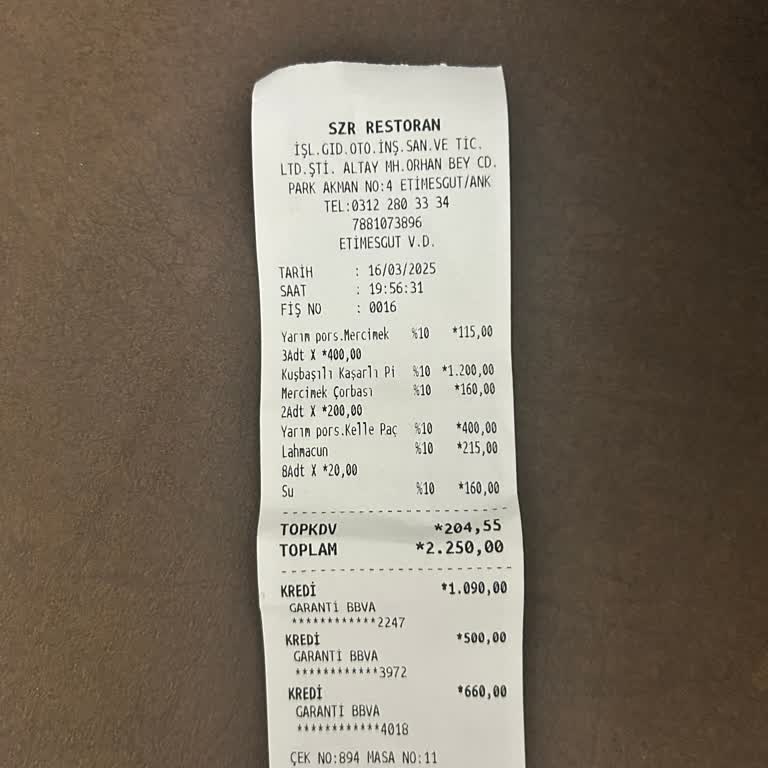 SZR RESTORAN
İŞL.GID.OTO.İNŞ.SAN.VE TİC.
LTD.ŞTİ. ALTAY MH.ORHAN BEY CD.
PARK AKMAN NO:4 ETİMESGUT/ANK
TEL:0312 280 33 34
7881073896
ETİMESGUT V.D.
TARİH : 16/03/2025
SAAT : 19:56:31
FİŞ NO : 0016
Yarım pors.Mercimek %10 *115,00
3Adt X *400,00
Kuşbaşılı Kaşarlı Pi %10 *1.200,00
Mercimek Çorbası %10 *160,00
2Adt X *200,00
Yarım pors.Kelle Paç %10 *400,00
Lahmacun %10 *215,00
8Adt X *20,00
Su %10 *160,00
TOPKDV *204,55
TOPLAM *2.250,00
KREDİ *1.090,00
GARANTİ BBVA
************2247
KREDİ *500,00
GARANTİ BBVA
************3972
KREDİ *660,00
GARANTİ BBVA
************4018
ÇEK NO:894 MASA NO:11